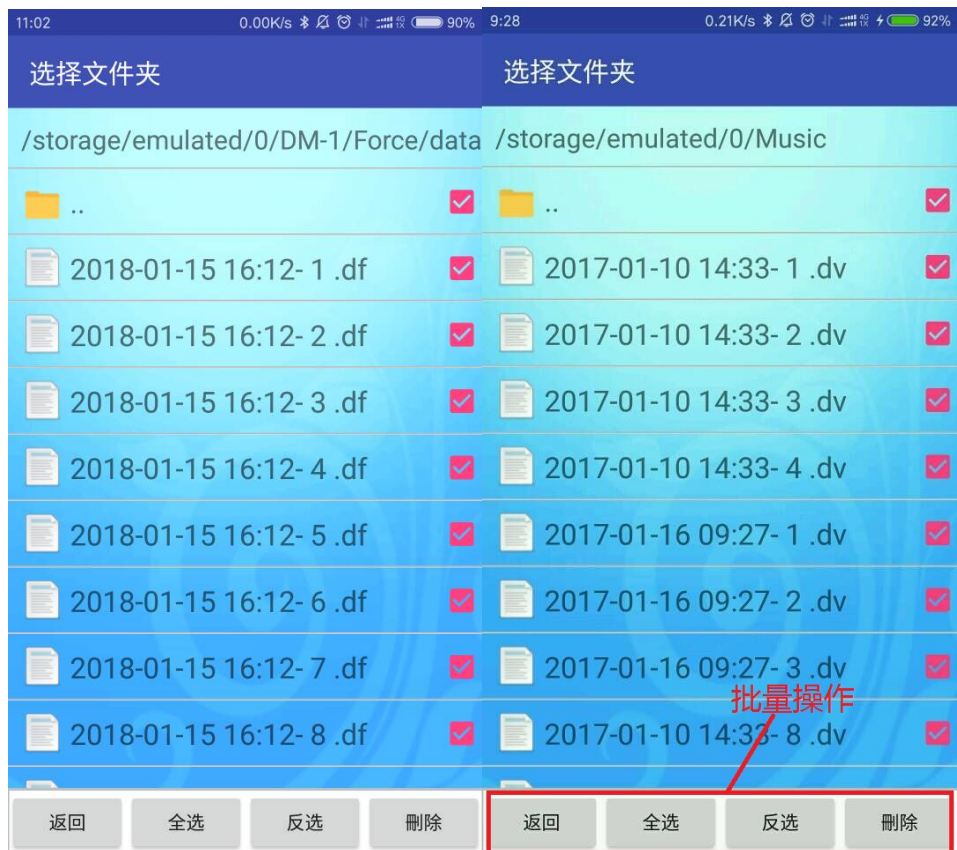 11:02 0.00K/s 4G 1X 90%
选择文件夹
/storage/emulated/0/DM-1/Force/data
..
2018-01-15 16:12- 1 .df
2018-01-15 16:12- 2 .df
2018-01-15 16:12- 3 .df
2018-01-15 16:12- 4 .df
2018-01-15 16:12- 5 .df
2018-01-15 16:12- 6 .df
2018-01-15 16:12- 7 .df
2018-01-15 16:12- 8 .df
返回 全选 反选 刪除
9:28 0.21K/s 4G 1X 92%
选择文件夹
/storage/emulated/0/Music
..
2017-01-10 14:33- 1 .dv
2017-01-10 14:33- 2 .dv
2017-01-10 14:33- 3 .dv
2017-01-10 14:33- 4 .dv
2017-01-16 09:27- 1 .dv
2017-01-16 09:27- 2 .dv
2017-01-16 09:27- 3 .dv
批量操作
2017-01-10 14:33- 8 .dv
返回 全选 反选 刪除